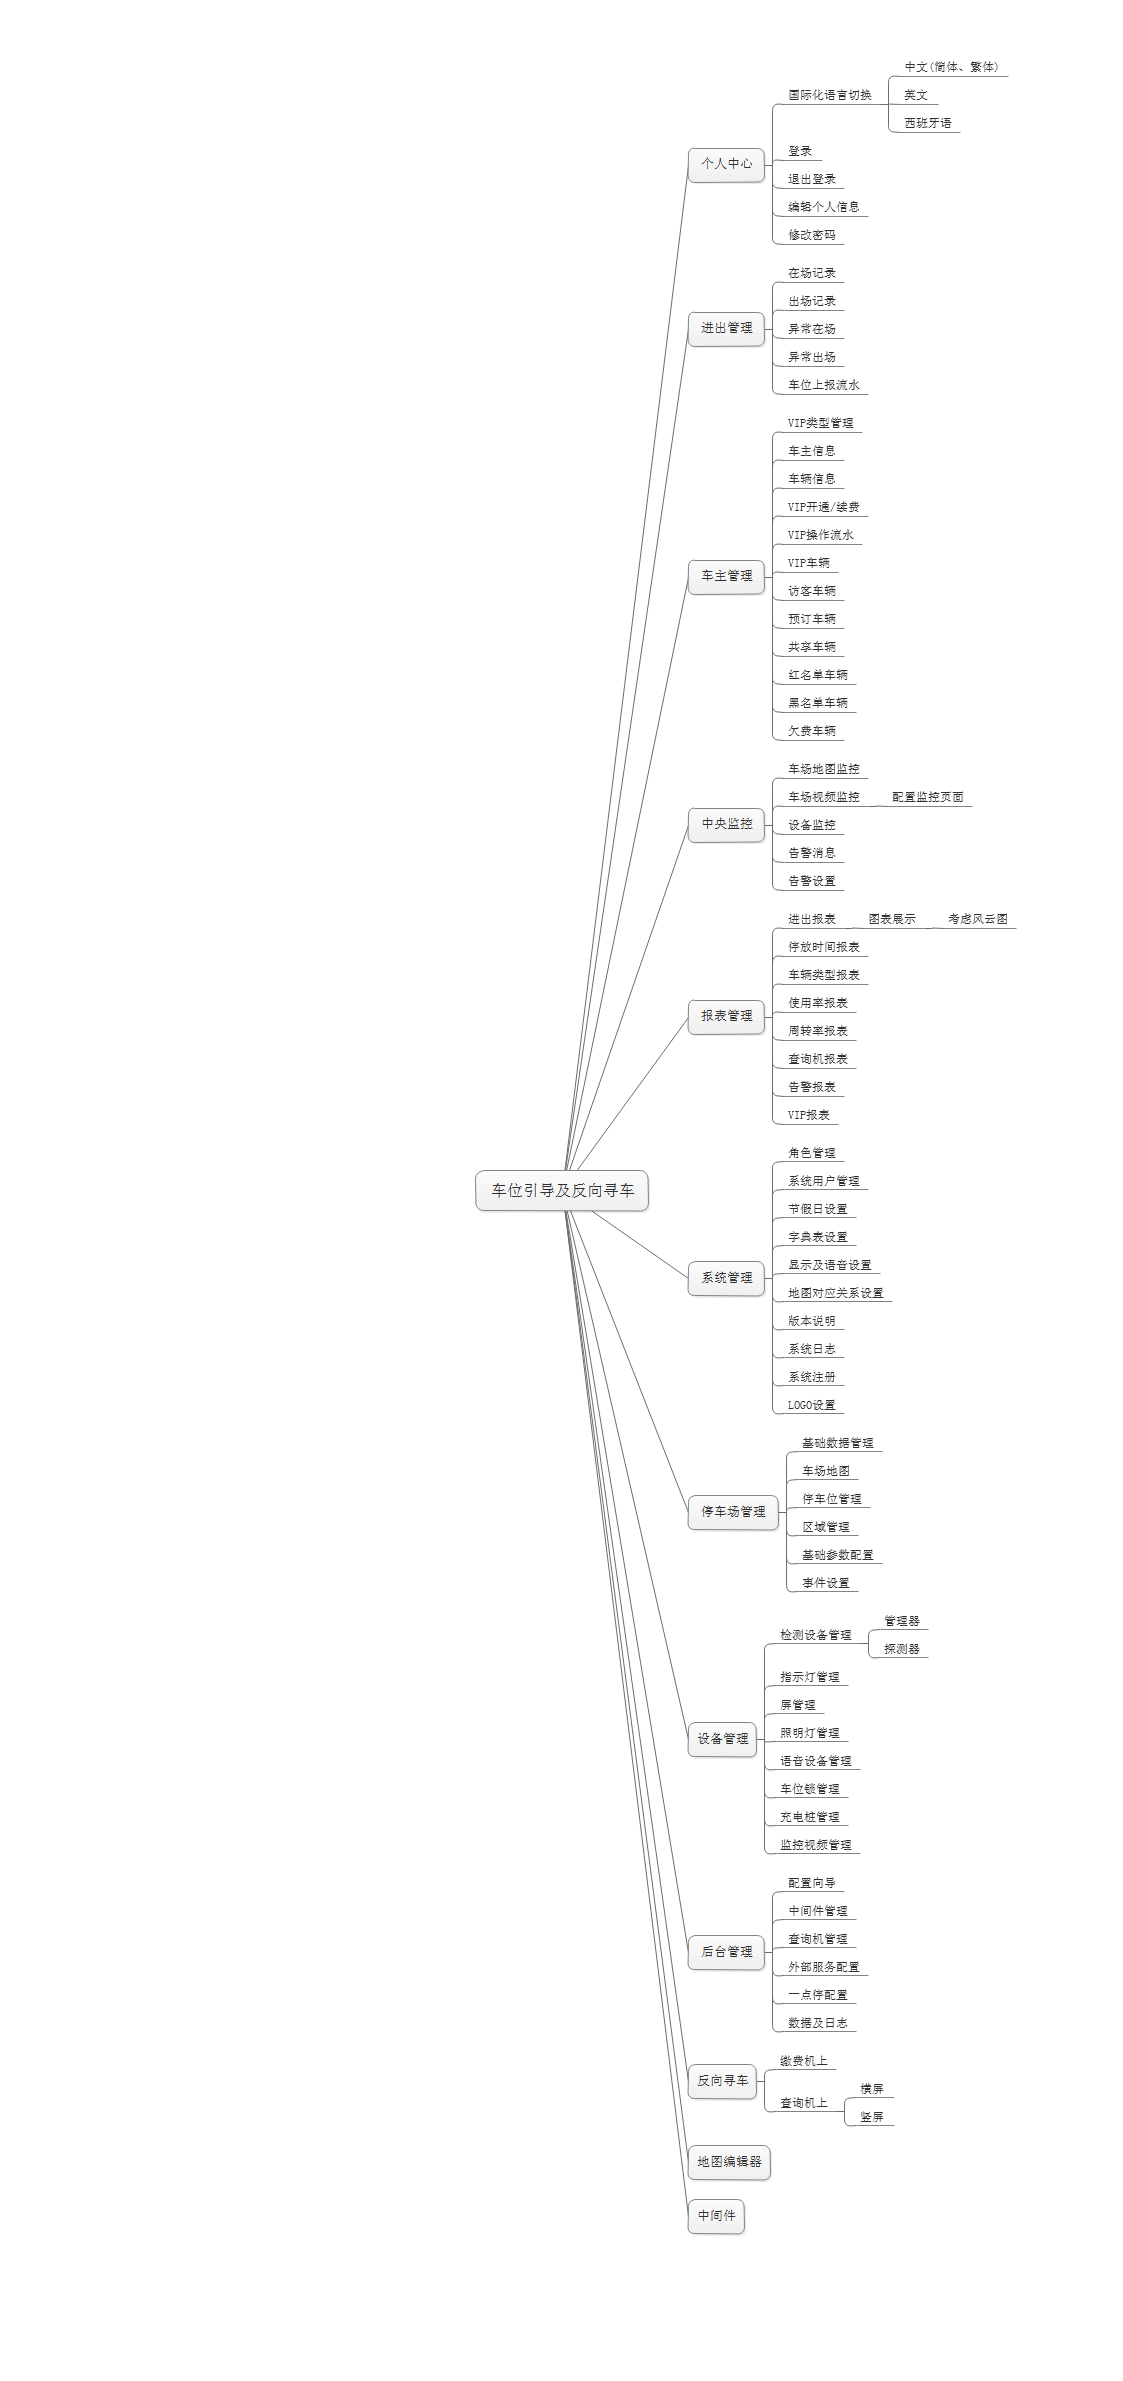 中文(简体、繁体)
国际化语言切换
英文
西班牙语
登录
个人中心
退出登录
编辑个人信息
修改密码
在场记录
出场记录
进出管理
异常在场
异常出场
车位上报流水
VIP类型管理
车主信息
车辆信息
VIP开通/续费
VIP操作流水
VIP车辆
车主管理
访客车辆
预订车辆
共享车辆
红名单车辆
黑名单车辆
欠费车辆
车场地图监控
车场视频监控
配置监控页面
中央监控
设备监控
告警消息
告警设置
进出报表
图表展示
考虑风云图
停放时间报表
车辆类型报表
使用率报表
报表管理
周转率报表
查询机报表
告警报表
VIP报表
角色管理
系统用户管理
车位引导及反向寻车
节假日设置
字典表设置
显示及语音设置
系统管理
地图对应关系设置
版本说明
系统日志
系统注册
LOGO设置
基础数据管理
车场地图
停车位管理
停车场管理
区域管理
基础参数配置
事件设置
管理器
检测设备管理
探测器
指示灯管理
屏管理
照明灯管理
设备管理
语音设备管理
车位锁管理
充电桩管理
监控视频管理
配置向导
中间件管理
查询机管理
后台管理
外部服务配置
一点停配置
数据及日志
缴费机上
反向寻车
横屏
查询机上
竖屏
地图编辑器
中间件